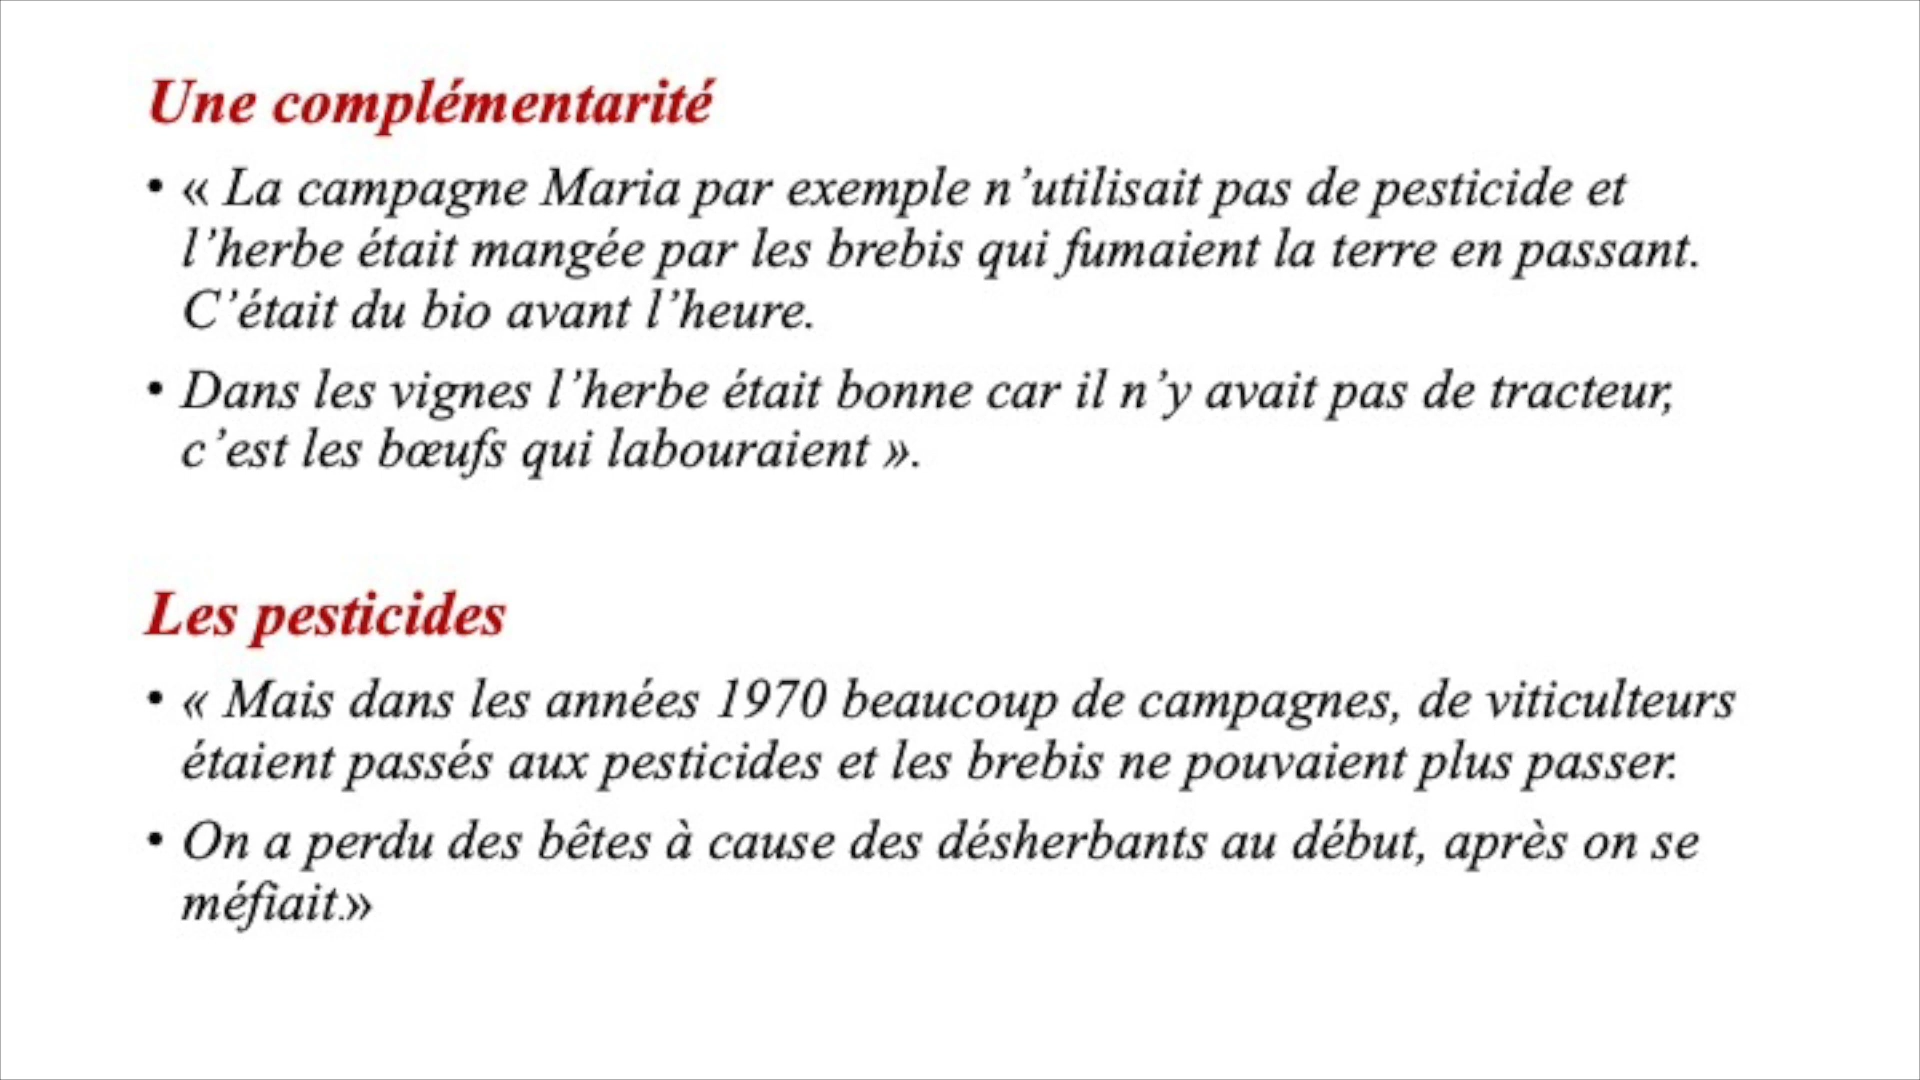 Une complémentarité
• « La campagne Maria par exemple n’utilisait pas de pesticide et
l’herbe était mangée par les brebis qui fumaient la terre en passant.
C’était du bio avant l’heure.
• Dans les vignes l’herbe était bonne car il n’y avait pas de tracteur,
c’est les bœufs qui labouraient ».
Les pesticides
• « Mais dans les années 1970 beaucoup de campagnes, de viticulteurs
étaient passés aux pesticides et les brebis ne pouvaient plus passer.
• On a perdu des bêtes à cause des désherbants au début, après on se
méfiait.»